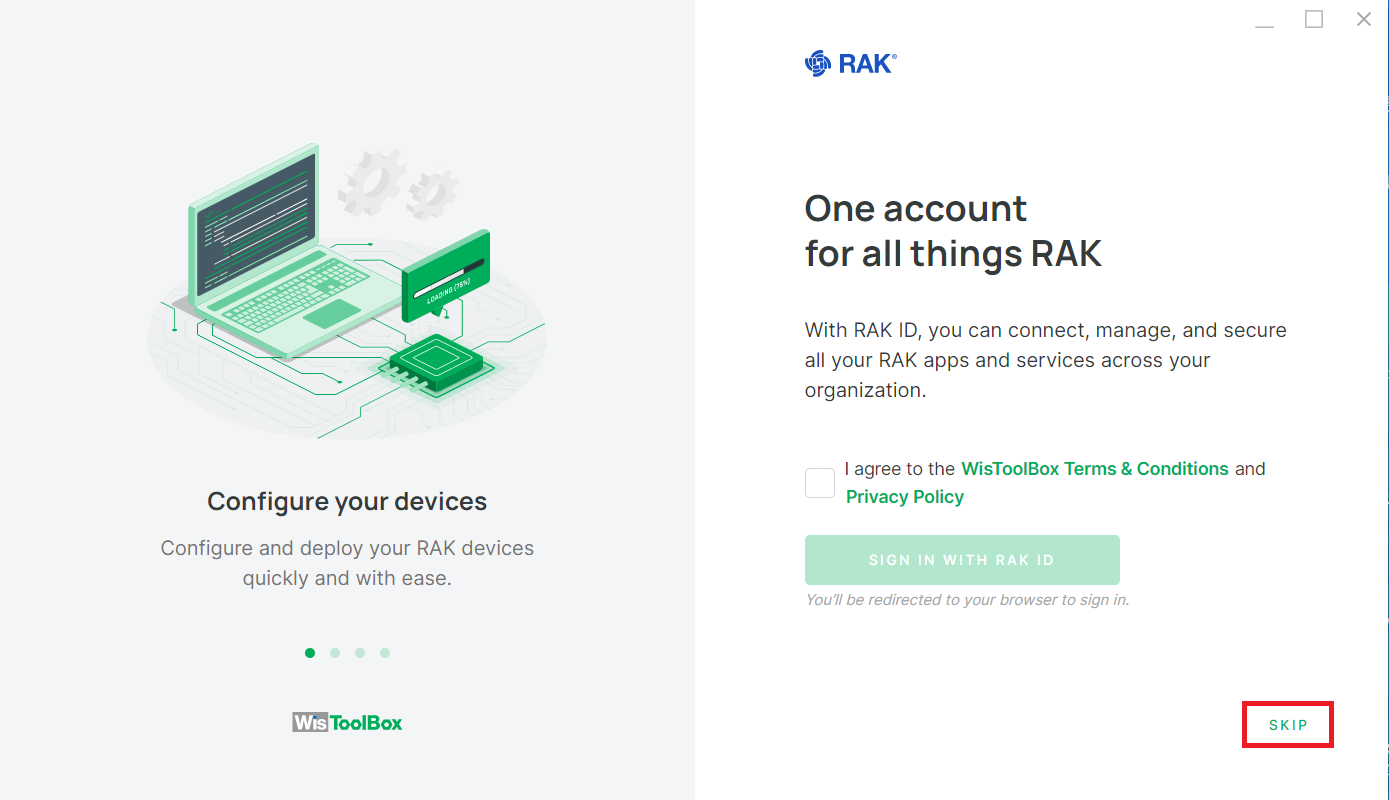 LOADING (75%)
Configure your devices
Configure and deploy your RAK devices
quickly and with ease.
WisToolBox
RAK®
One account
for all things RAK
With RAK ID, you can connect, manage, and secure
all your RAK apps and services across your
organization.
I agree to the WisToolBox Terms & Conditions and
Privacy Policy
SIGN IN WITH RAK ID
You'll be redirected to your browser to sign in.
SKIP